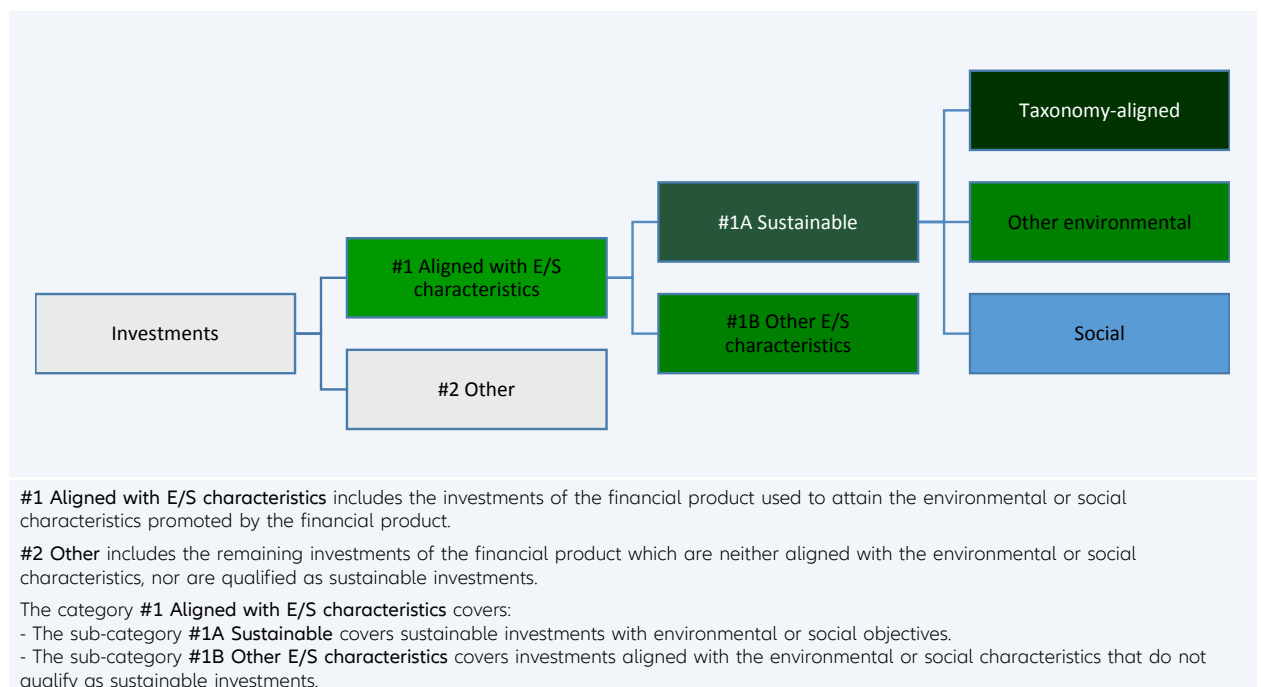 Taxonomy-aligned
#1A Sustainable
Other environmental
#1 Aligned with E/S
characteristics
Investments
#1B Other E/S
characteristics
Social
#2 Other
#1 Aligned with E/S characteristics includes the investments of the financial product used to attain the environmental or social
characteristics promoted by the financial product.
#2 Other includes the remaining investments of the financial product which are neither aligned with the environmental or social
characteristics, nor are qualified as sustainable investments.
The category #1 Aligned with E/S characteristics covers:
- The sub-category #1A Sustainable covers sustainable investments with environmental or social objectives.
- The sub-category #1B Other E/S characteristics covers investments aligned with the environmental or social characteristics that do not
qualify as sustainable investments.